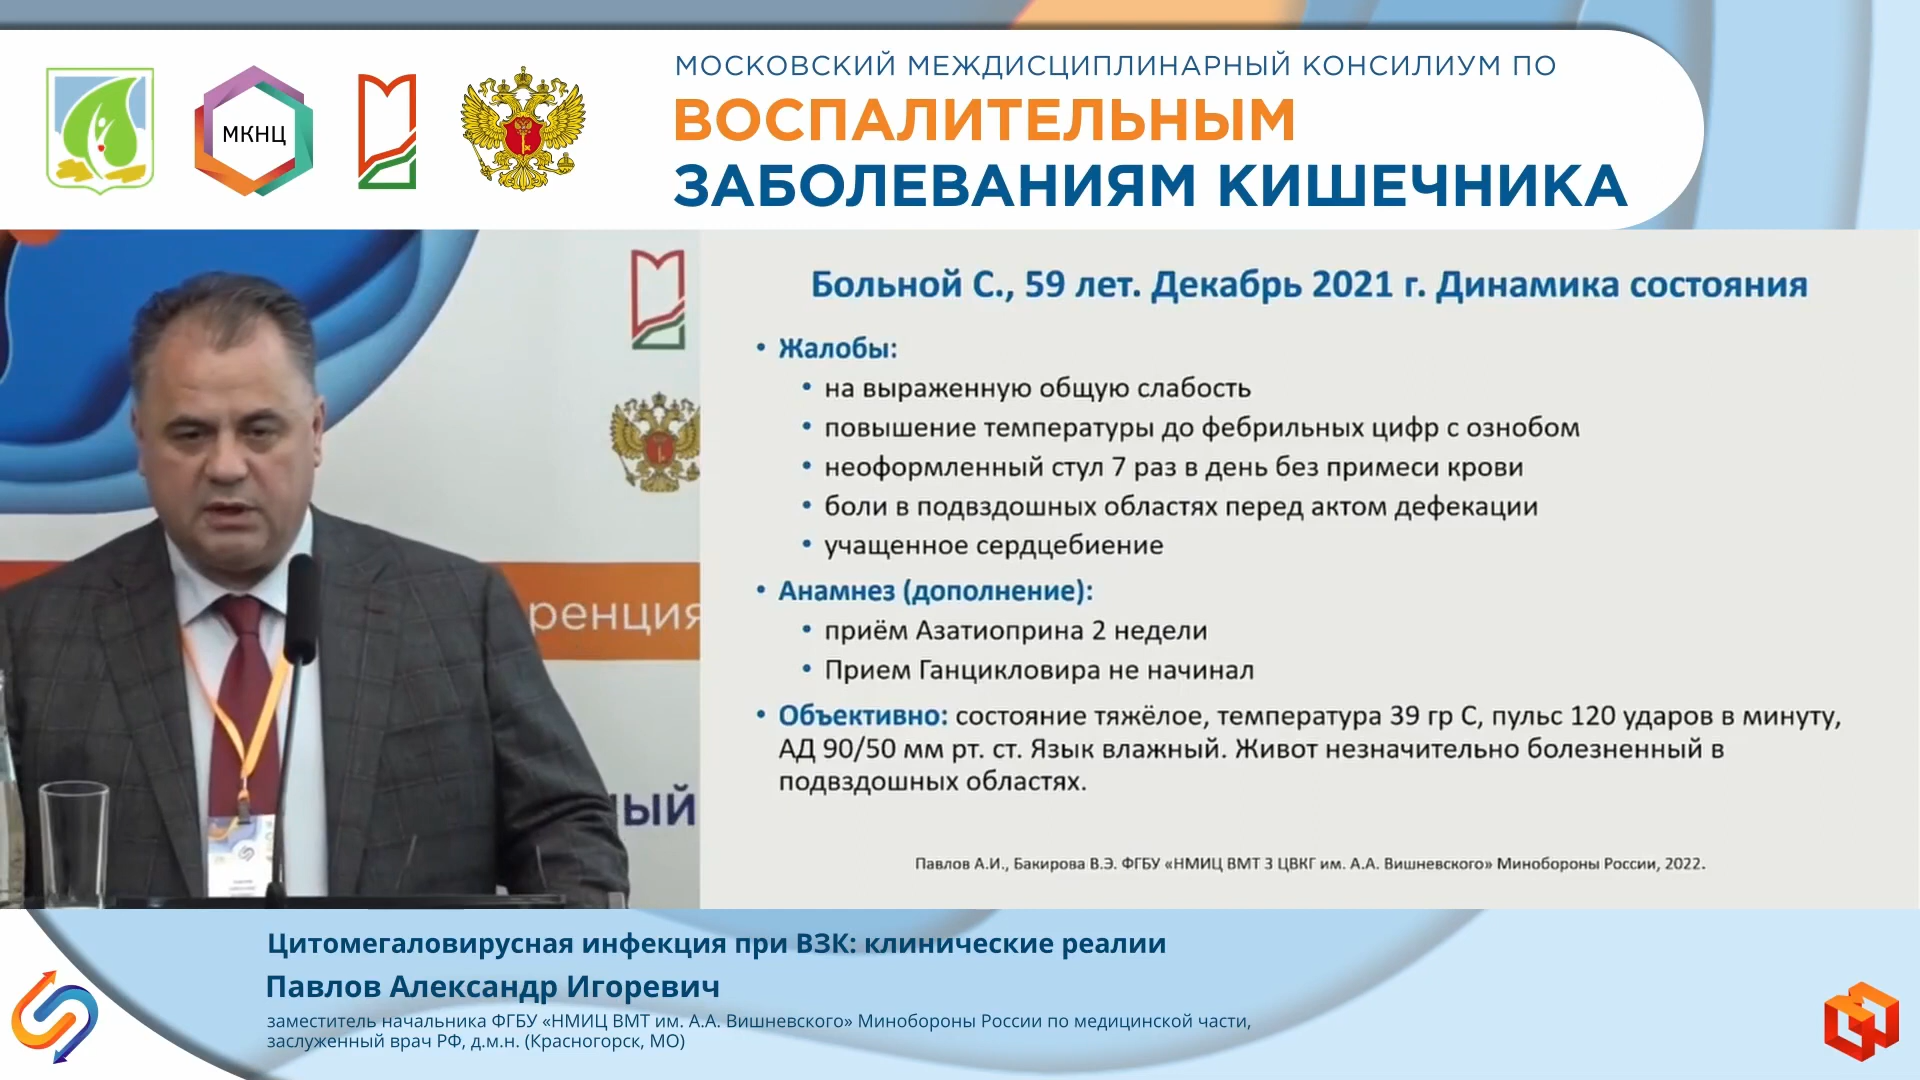 МКНЦ
МОСКОВСКИЙ МЕЖДИСЦИПЛИНАРНЫЙ КОНСИЛИУМ ПО
ВОСПАЛИТЕЛЬНЫМ
ЗАБОЛЕВАНИЯМ КИШЕЧНИКА
ренция
ый
Больной С., 59 лет. Декабрь 2021 г. Динамика состояния
• Жалобы:
• на выраженную общую слабость
• повышение температуры до фебрильных цифр с ознобом
• неоформленный стул 7 раз в день без примеси крови
• боли в подвздошных областях перед актом дефекации
• учащенное сердцебиение
• Анамнез (дополнение):
• приём Азатиоприна 2 недели
• Прием Ганцикловира не начинал
• Объективно: состояние тяжёлое, температура 39 гр С, пульс 120 ударов в минуту,
АД 90/50 мм рт. ст. Язык влажный. Живот незначительно болезненный в
подвздошных областях.
Павлов А.И., Бакирова В.Э. ФГБУ «НМИЦ ВМТ 3 ЦВКГ им. А.А. Вишневского» Минобороны России, 2022.
Цитомегаловирусная инфекция при ВЗК: клинические реалии
Павлов Александр Игоревич
заместитель начальника ФГБУ «НМИЦ ВМТ им. А.А. Вишневского» Минобороны России по медицинской части,
заслуженный врач РФ, д.м.н. (Красногорск, МО)